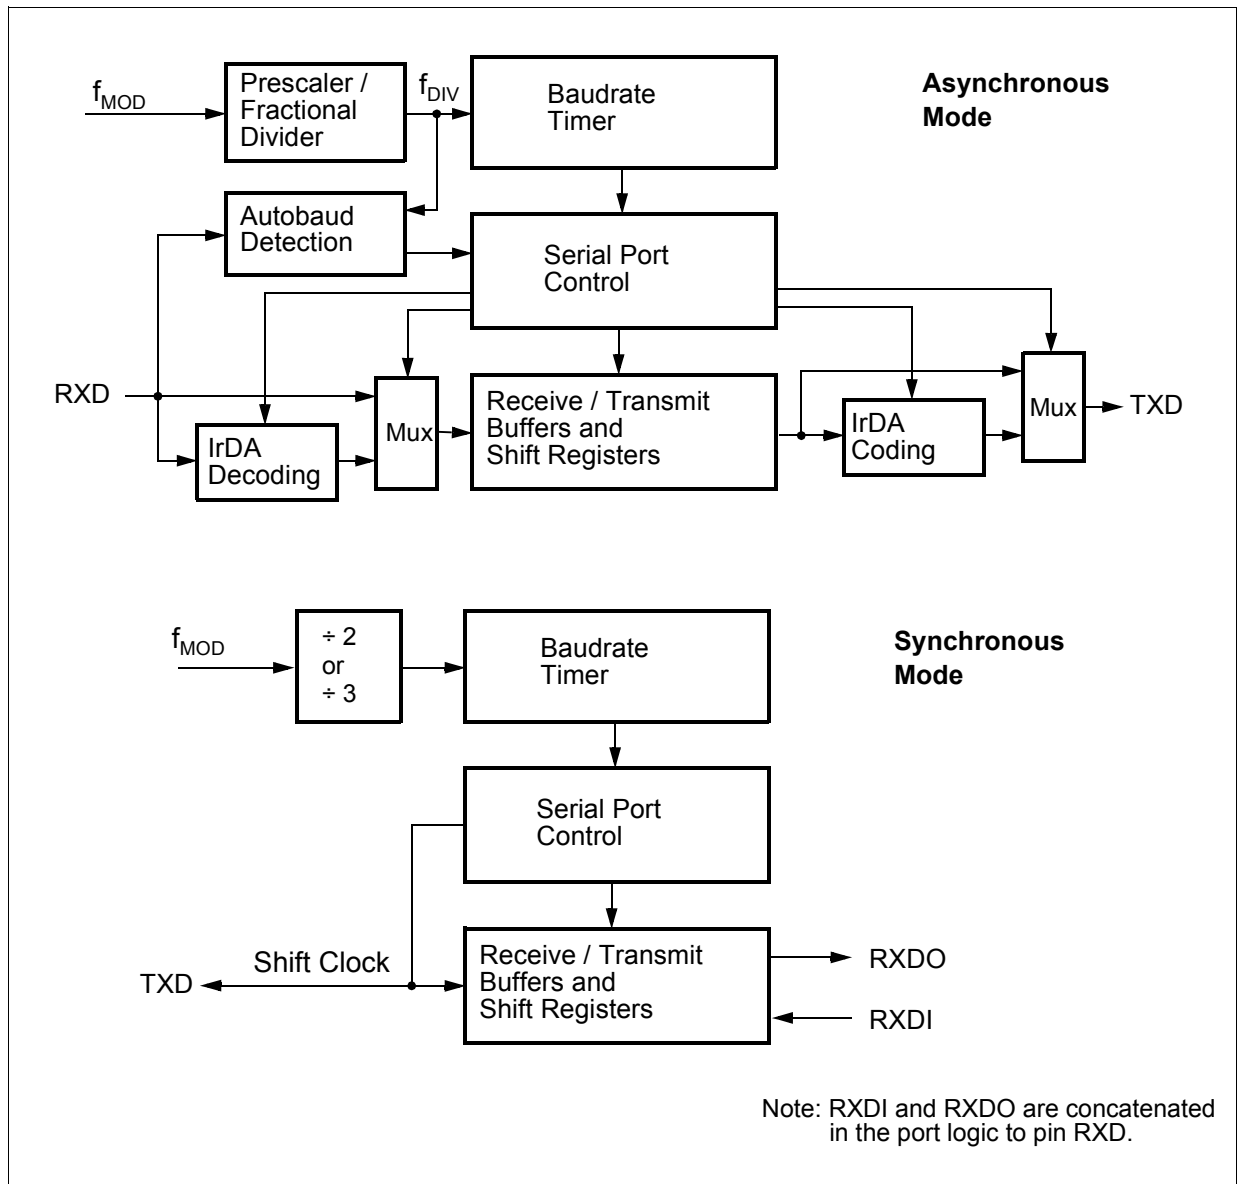 Asynchronous
Mode
f_MOD
Prescaler /
Fractional
Divider
f_DIV
Baudrate
Timer
Autobaud
Detection
Serial Port
Control
RXD
IrDA
Decoding
Mux
Receive / Transmit
Buffers and
Shift Registers
IrDA
Coding
Mux
TXD
Synchronous
Mode
f_MOD
÷ 2
or
÷ 3
Baudrate
Timer
Serial Port
Control
TXD
Shift Clock
Receive / Transmit
Buffers and
Shift Registers
RXDO
RXDI
Note: RXDI and RXDO are concatenated
in the port logic to pin RXD.